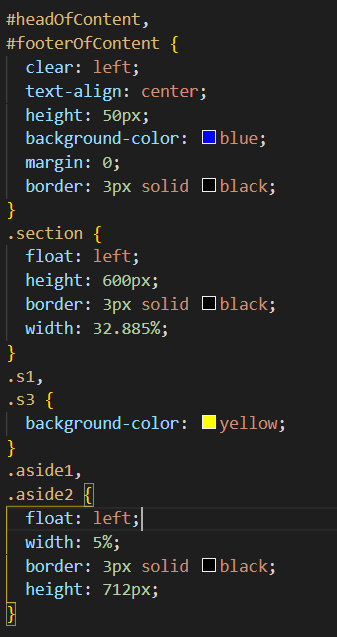 #headOfContent,
#footerOfContent {
  clear: left;
  text-align: center;
  height: 50px;
  background-color: blue;
  margin: 0;
  border: 3px solid black;
}
.section {
  float: left;
  height: 600px;
  border: 3px solid black;
  width: 32.885%;
}
.s1,
.s3 {
  background-color: yellow;
}
.aside1,
.aside2 {
  float: left;
  width: 5%;
  border: 3px solid black;
  height: 712px;
}